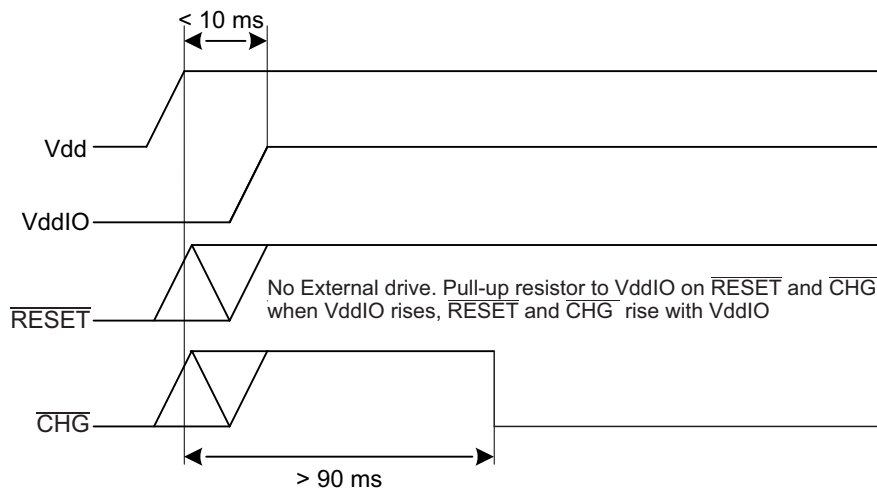 < 10 ms
Vdd
VddIO
RESET
No External drive. Pull-up resistor to VddIO on RESET and CHG
when VddIO rises, RESET and CHG rise with VddIO
CHG
> 90 ms